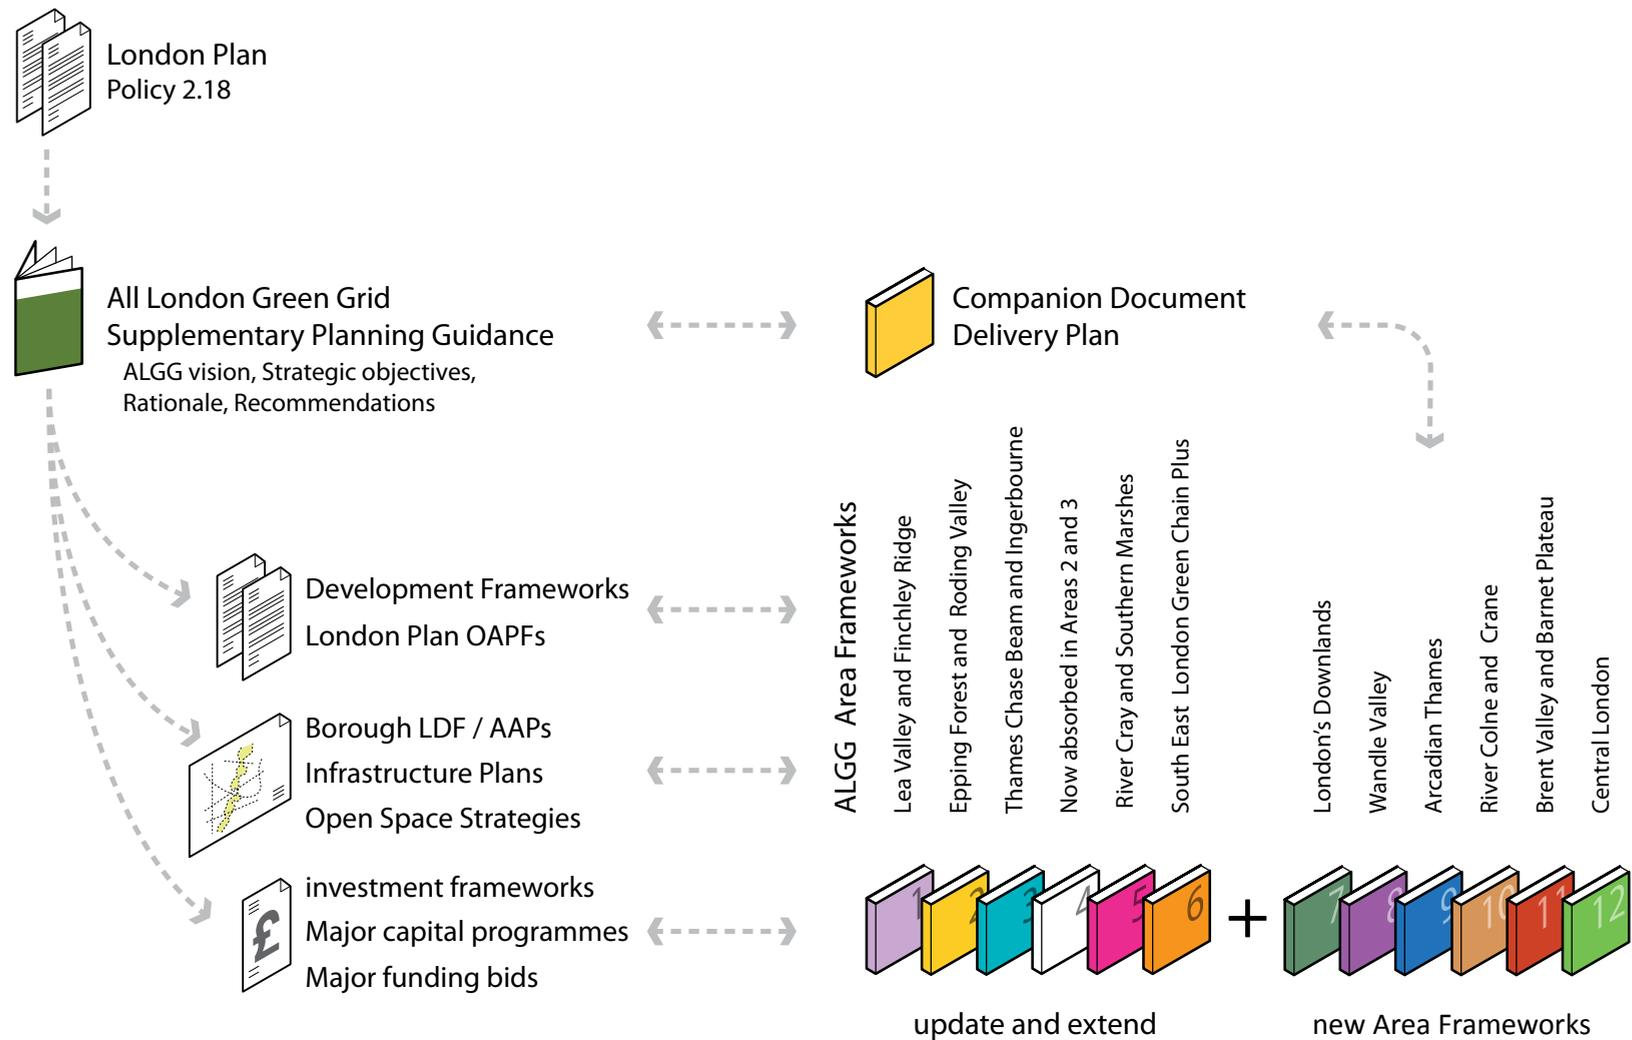 London Plan
Policy 2.18
All London Green Grid
Supplementary Planning Guidance
ALGG vision, Strategic objectives,
Rationale, Recommendations
Companion Document
Delivery Plan
Development Frameworks
London Plan OAPFs
Borough LDF / AAPs
Infrastructure Plans
Open Space Strategies
£
investment frameworks
Major capital programmes
Major funding bids
ALGG Area Frameworks
Lea Valley and Finchley Ridge
Epping Forest and Roding Valley
Thames Chase Beam and Ingerbourne
Now absorbed in Areas 2 and 3
River Cray and Southern Marshes
South East London Green Chain Plus
London's Downlands
Wandle Valley
Arcadian Thames
River Colne and Crane
Brent Valley and Barnet Plateau
Central London
1 2 3 4 5 6 + 7 8 9 10 11 12
update and extend
new Area Frameworks